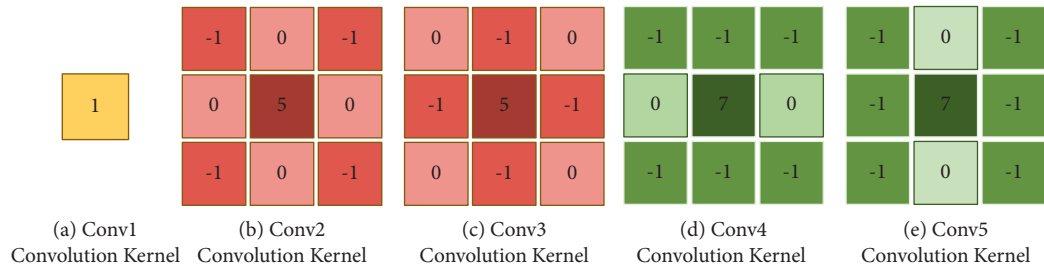 1
-1 0 -1
0 5 0
-1 0 -1
0 -1 0
-1 5 -1
0 -1 0
-1 -1 -1
0 7 0
-1 -1 -1
-1 0 -1
-1 7 -1
-1 0 -1
(a) Conv1
Convolution Kernel
(b) Conv2
Convolution Kernel
(c) Conv3
Convolution Kernel
(d) Conv4
Convolution Kernel
(e) Conv5
Convolution Kernel